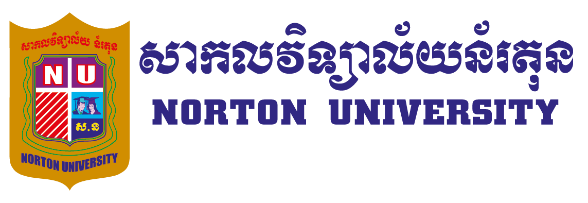 សាកលវិទ្យាល័យ ន័រតុន
N U
ស.ន
NORTON UNIVERSITY
សាកលវិទ្យាល័យន័រតុន
NORTON UNIVERSITY